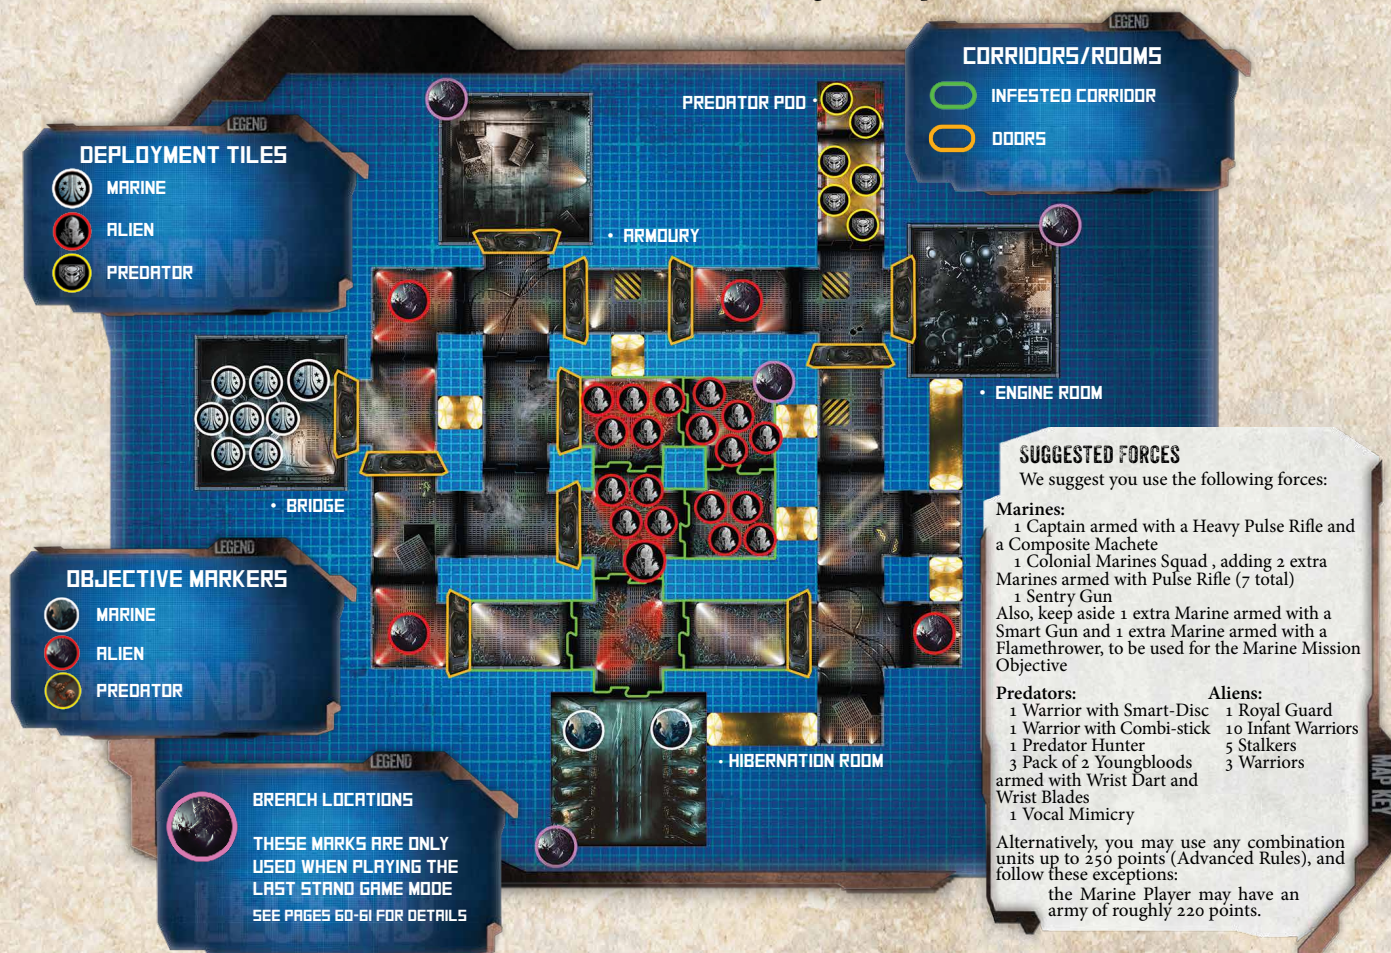 LEGEND
CORRIDORS/ROOMS
INFESTED CORRIDOR
DOORS
LEGEND
LEGEND
DEPLOYMENT TILES
MARINE
ALIEN
PREDATOR
LEGEND
PREDATOR POD
ARMOURY
ENGINE ROOM
BRIDGE
HIBERNATION ROOM
LEGEND
OBJECTIVE MARKERS
MARINE
ALIEN
PREDATOR
LEGEND
LEGEND
BREACH LOCATIONS
THESE MARKS ARE ONLY
USED WHEN PLAYING THE
LAST STAND GAME MODE
SEE PAGES 60-61 FOR DETAILS
LEGEND
SUGGESTED FORCES
We suggest you use the following forces:
Marines:
1 Captain armed with a Heavy Pulse Rifle and
a Composite Machete
1 Colonial Marines Squad , adding 2 extra
Marines armed with Pulse Rifle (7 total)
1 Sentry Gun
Also, keep aside 1 extra Marine armed with a
Smart Gun and 1 extra Marine armed with a
Flamethrower, to be used for the Marine Mission
Objective
Predators:
1 Warrior with Smart-Disc
1 Warrior with Combi-stick
1 Predator Hunter
3 Pack of 2 Youngbloods
armed with Wrist Dart and
Wrist Blades
1 Vocal Mimicry
Aliens:
1 Royal Guard
10 Infant Warriors
5 Stalkers
3 Warriors
Alternatively, you may use any combination
units up to 250 points (Advanced Rules), and
follow these exceptions:
the Marine Player may have an
army of roughly 220 points.
MAP KEY